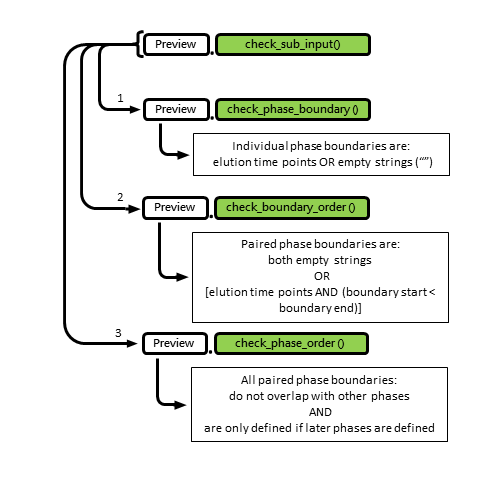 Preview . check_sub_input()
1
Preview . check_phase_boundary ()
Individual phase boundaries are:
elution time points OR empty strings (“”)
2
Preview . check_boundary_order ()
Paired phase boundaries are:
both empty strings
OR
[elution time points AND (boundary start <
boundary end)]
3
Preview . check_phase_order ()
All paired phase boundaries:
do not overlap with other phases
AND
are only defined if later phases are defined